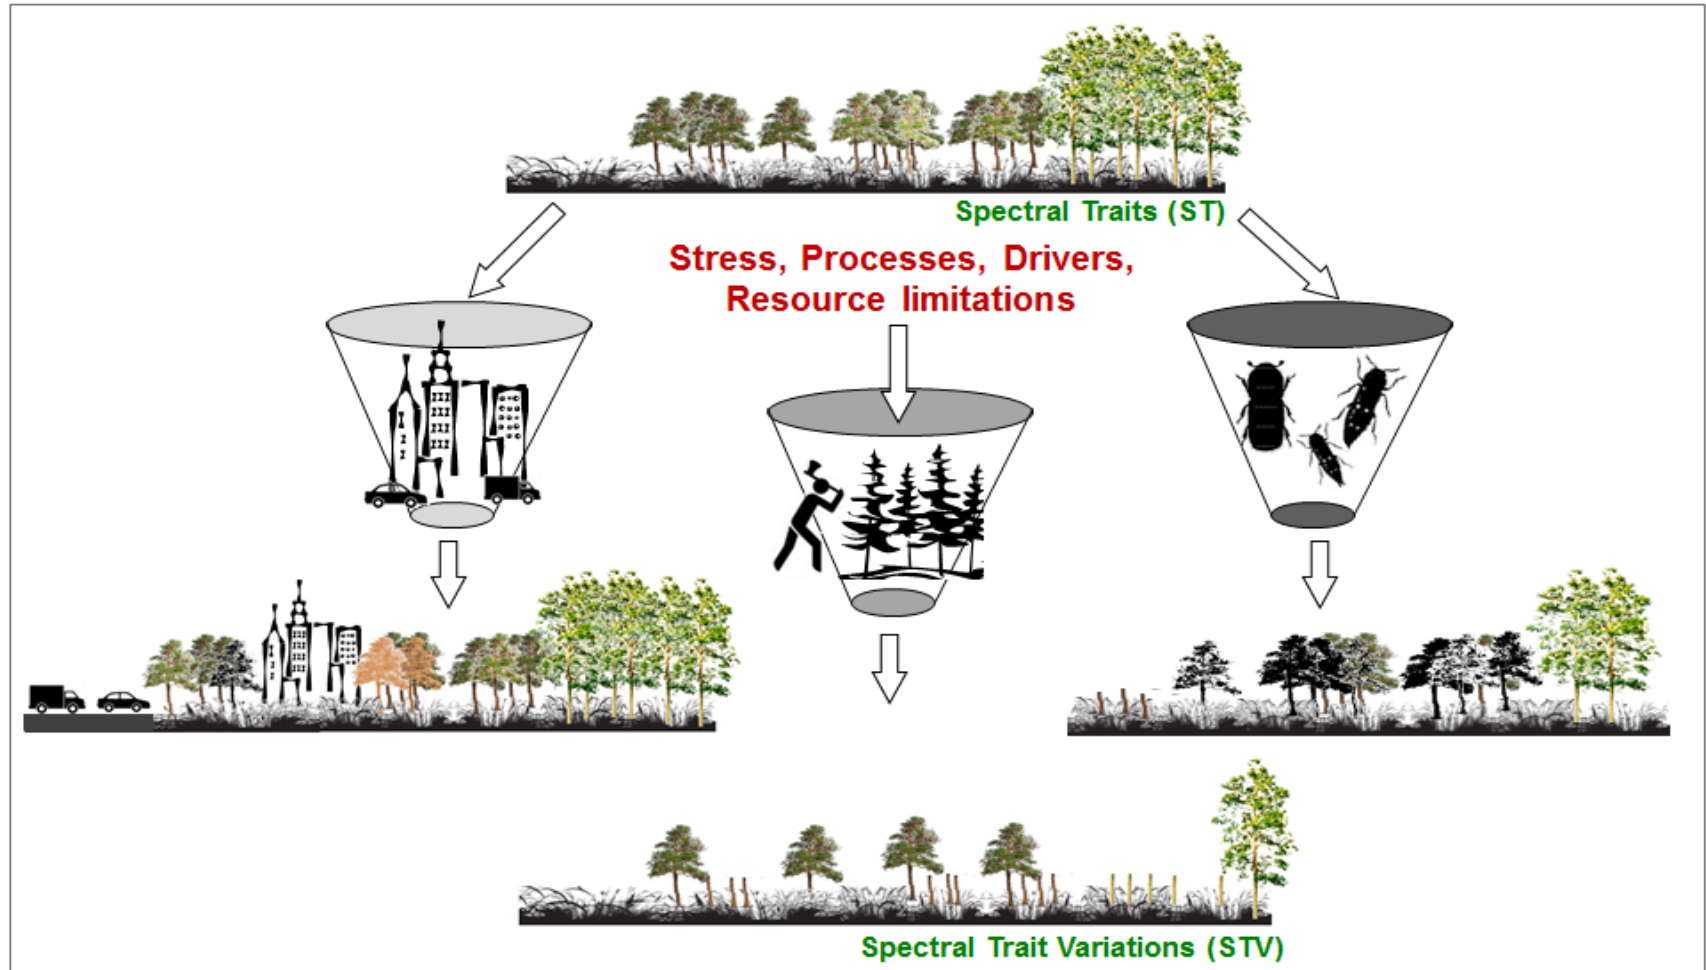 Spectral Traits (ST)
Stress, Processes, Drivers,
Resource limitations
Spectral Trait Variations (STV)